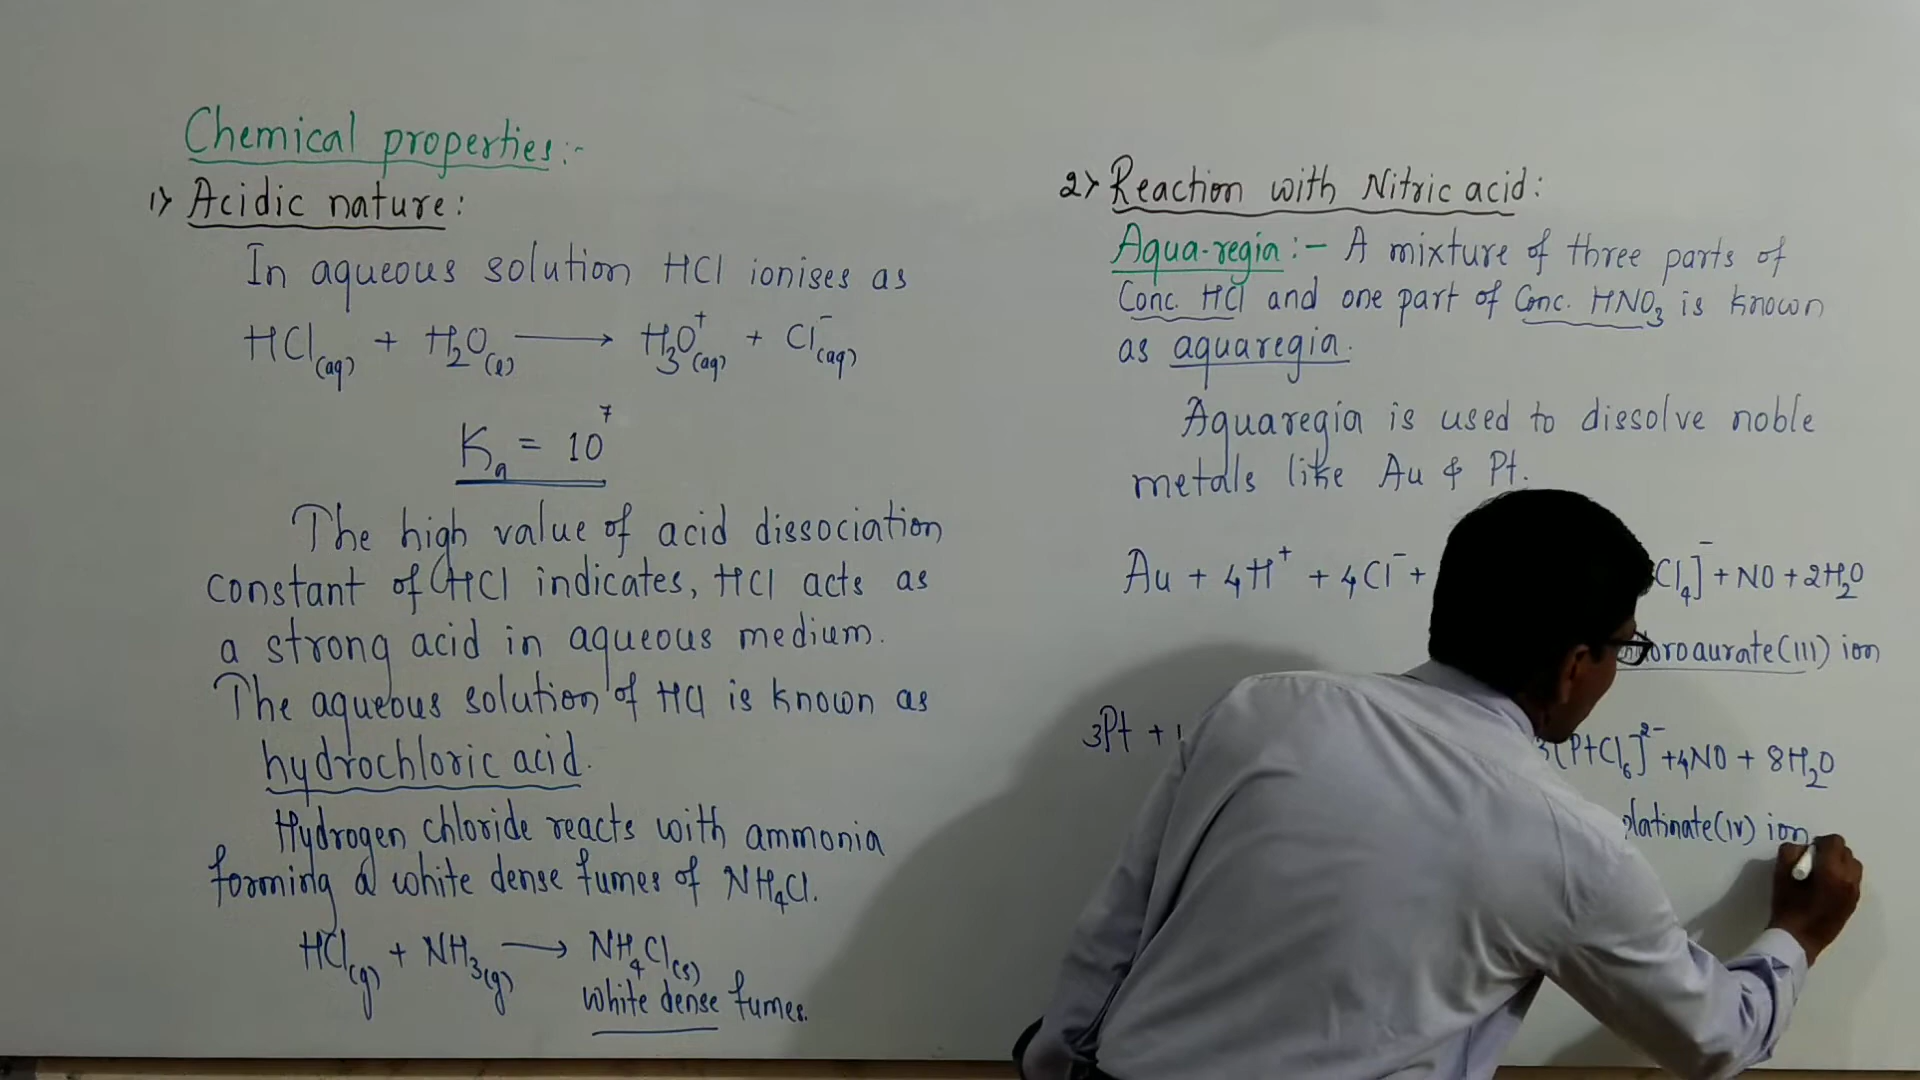 Chemical properties:-
1) Acidic nature:
In aqueous solution HCl ionises as
HCl(aq) + H₂O(l) ⟶ H₃O⁺(aq) + Cl⁻(aq)
Ka = 10⁷
The high value of acid dissociation
constant of HCl indicates, HCl acts as
a strong acid in aqueous medium.
The aqueous solution of HCl is known as
hydrochloric acid.
Hydrogen chloride reacts with ammonia
forming a white dense fumes of NH₄Cl.
HCl(g) + NH₃(g) ⟶ NH₄Cl(s)
white dense fumes.
2) Reaction with Nitric acid:
Aqua-regia:- A mixture of three parts of
Conc. HCl and one part of Conc. HNO₃ is known
as aquaregia.
Aquaregia is used to dissolve noble
metals like Au & Pt.
Au + 4H⁺ + 4Cl⁻ + Cl₄]⁻ + NO + 2H₂O
oroaurate(III) ion
3Pt + 3[PtCl₆]²⁻ + 4NO + 8H₂O
platinate(IV) ion